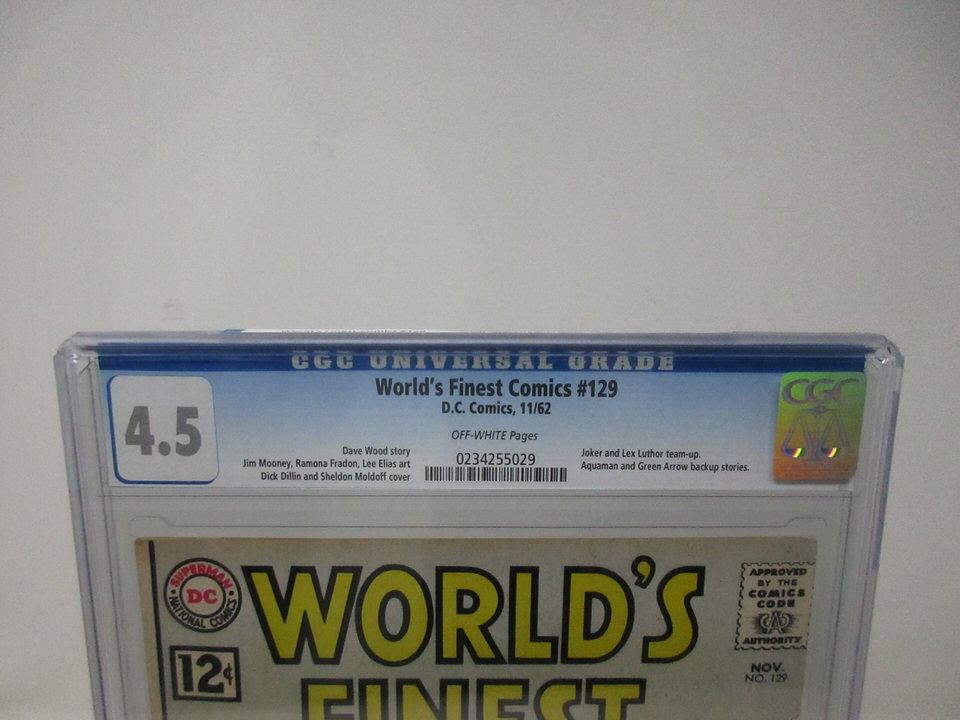 CGC UNIVERSAL GRADE
World's Finest Comics #129
D.C. Comics, 11/62
4.5
CGC
OFF-WHITE Pages
Dave Wood story
Jim Mooney, Ramona Fradon, Lee Elias art
Dick Dillin and Sheldon Moldoff cover
0234255029
Joker and Lex Luthor team-up.
Aquaman and Green Arrow backup stories.
SUPERMAN
DC
NATIONAL COMICS
12¢
WORLD'S
FINEST
APPROVED
BY THE
COMICS
CODE
CA
AUTHORITY
NOV.
NO. 129